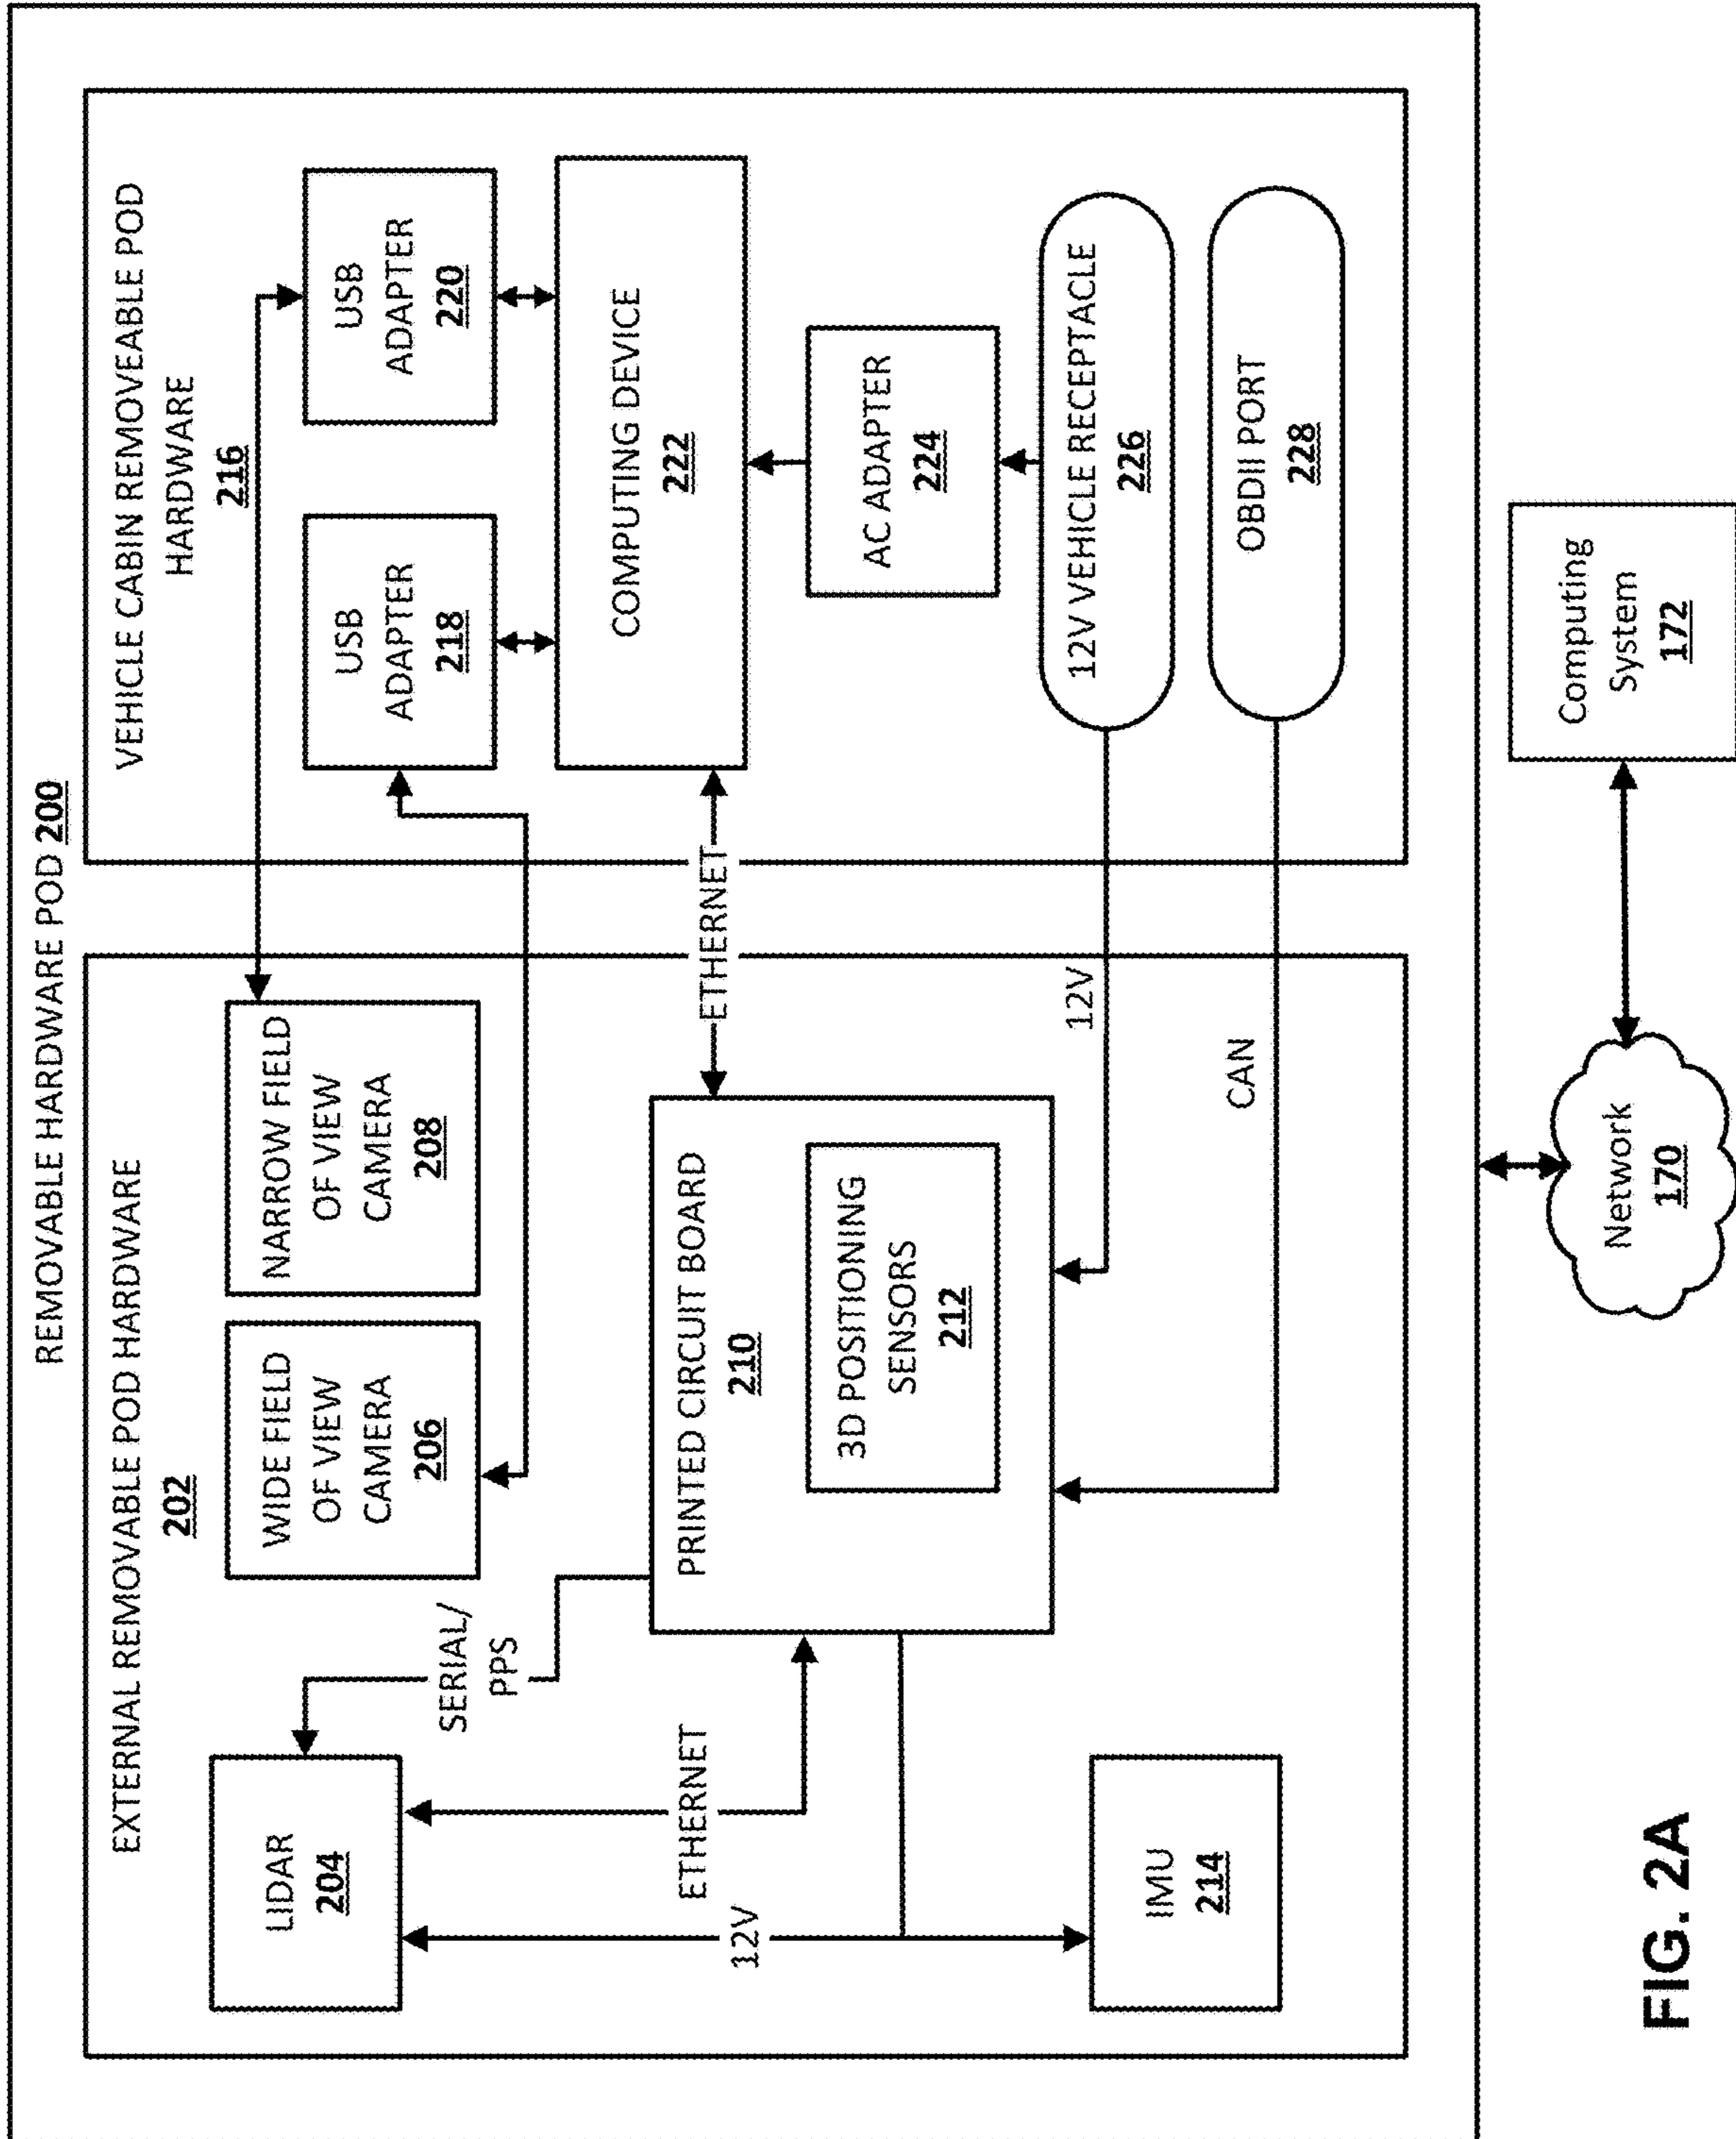 REMOVABLE HARDWARE POD 200
EXTERNAL REMOVABLE POD HARDWARE
202
LIDAR
204
SERIAL/
PPS
WIDE FIELD
OF VIEW
CAMERA
206
NARROW FIELD
OF VIEW
CAMERA
208
ETHERNET
12V
PRINTED CIRCUIT BOARD
210
3D POSITIONING
SENSORS
212
IMU
214
ETHERNET
12V
CAN
VEHICLE CABIN REMOVEABLE POD
HARDWARE
216
USB
ADAPTER
218
USB
ADAPTER
220
COMPUTING DEVICE
222
AC ADAPTER
224
12V VEHICLE RECEPTACLE
226
OBDII PORT
228
Network
170
Computing
System
172
FIG. 2A